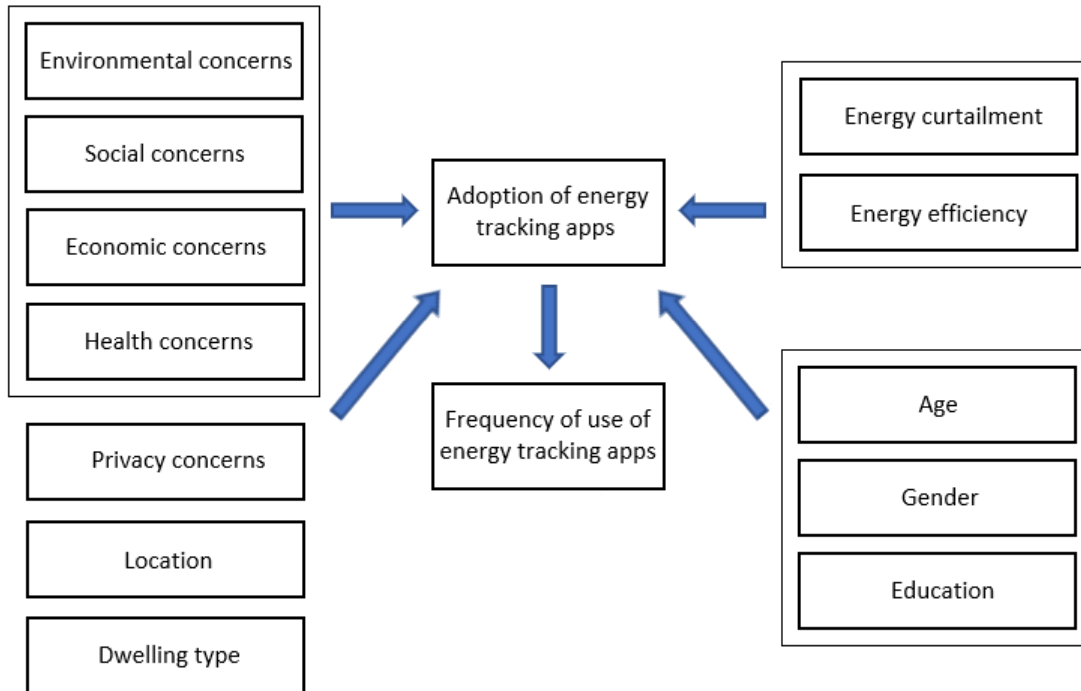 Environmental concerns
Social concerns
Economic concerns
Health concerns
Privacy concerns
Location
Dwelling type
Adoption of energy
tracking apps
Frequency of use of
energy tracking apps
Energy curtailment
Energy efficiency
Age
Gender
Education